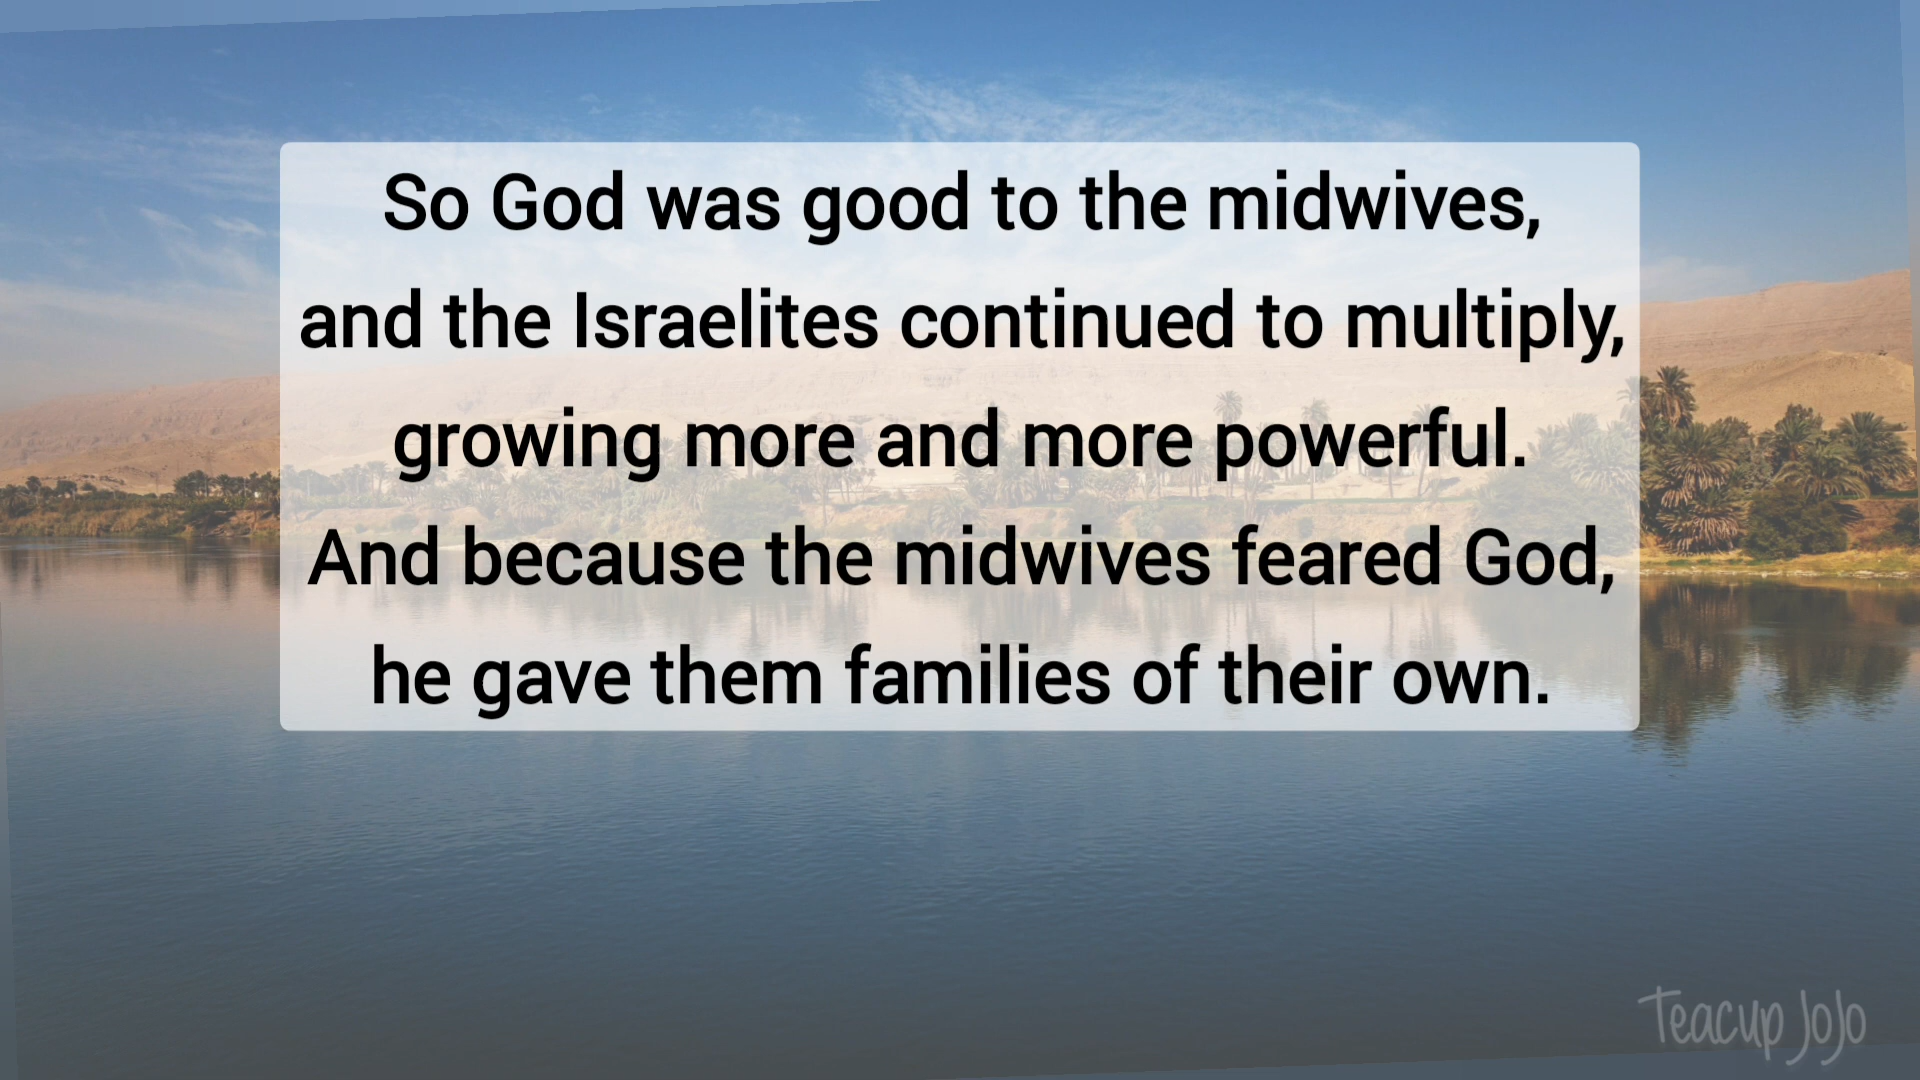 So God was good to the midwives,
and the Israelites continued to multiply,
growing more and more powerful.
And because the midwives feared God,
he gave them families of their own.
Teacup JoJo